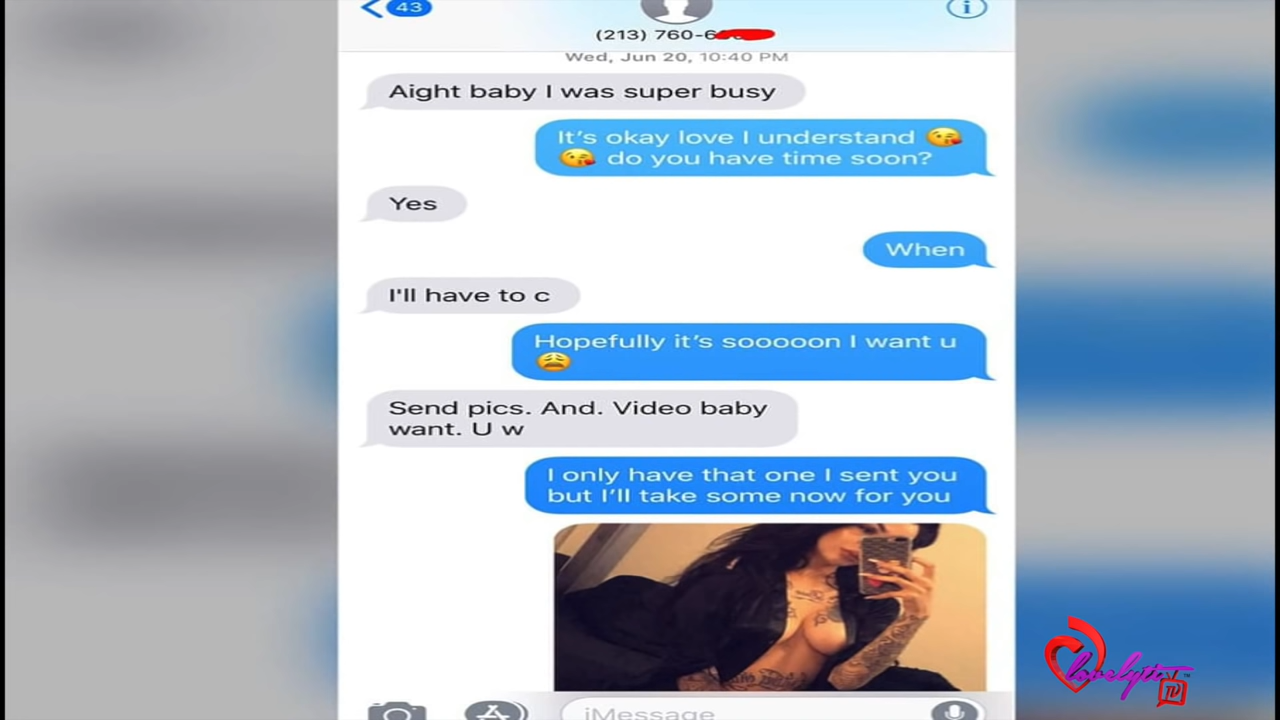 43
(213) 760-6
Wed, Jun 20, 10:40 PM
Aight baby I was super busy
It’s okay love I understand 😘
😘 do you have time soon?
Yes
When
I'll have to c
Hopefully it’s sooooon I want u
😩
Send pics. And. Video baby
want. U w
I only have that one I sent you
but I’ll take some now for you
iMessage
lovelyti
TV